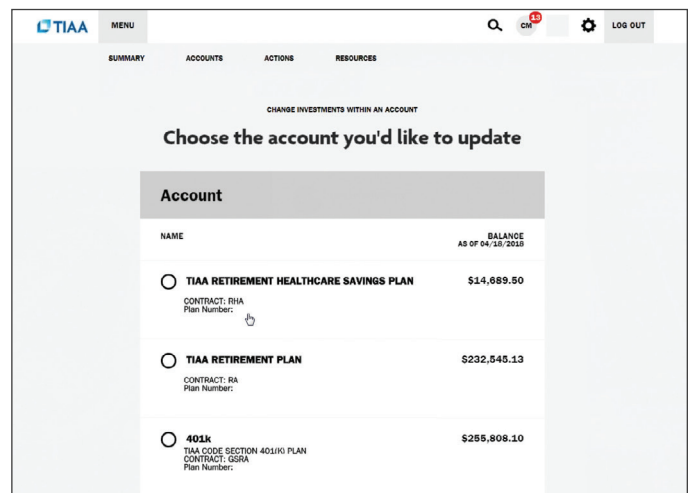 TIAA MENU CM 13 LOG OUT
SUMMARY ACCOUNTS ACTIONS RESOURCES
CHANGE INVESTMENTS WITHIN AN ACCOUNT
Choose the account you'd like to update
Account
NAME BALANCE
AS OF 04/18/2018
TIAA RETIREMENT HEALTHCARE SAVINGS PLAN $14,689.50
CONTRACT: RHA
Plan Number:
TIAA RETIREMENT PLAN $232,545.13
CONTRACT: RA
Plan Number:
401k $255,808.10
TIAA CODE SECTION 401(K) PLAN
CONTRACT: GSRA
Plan Number: